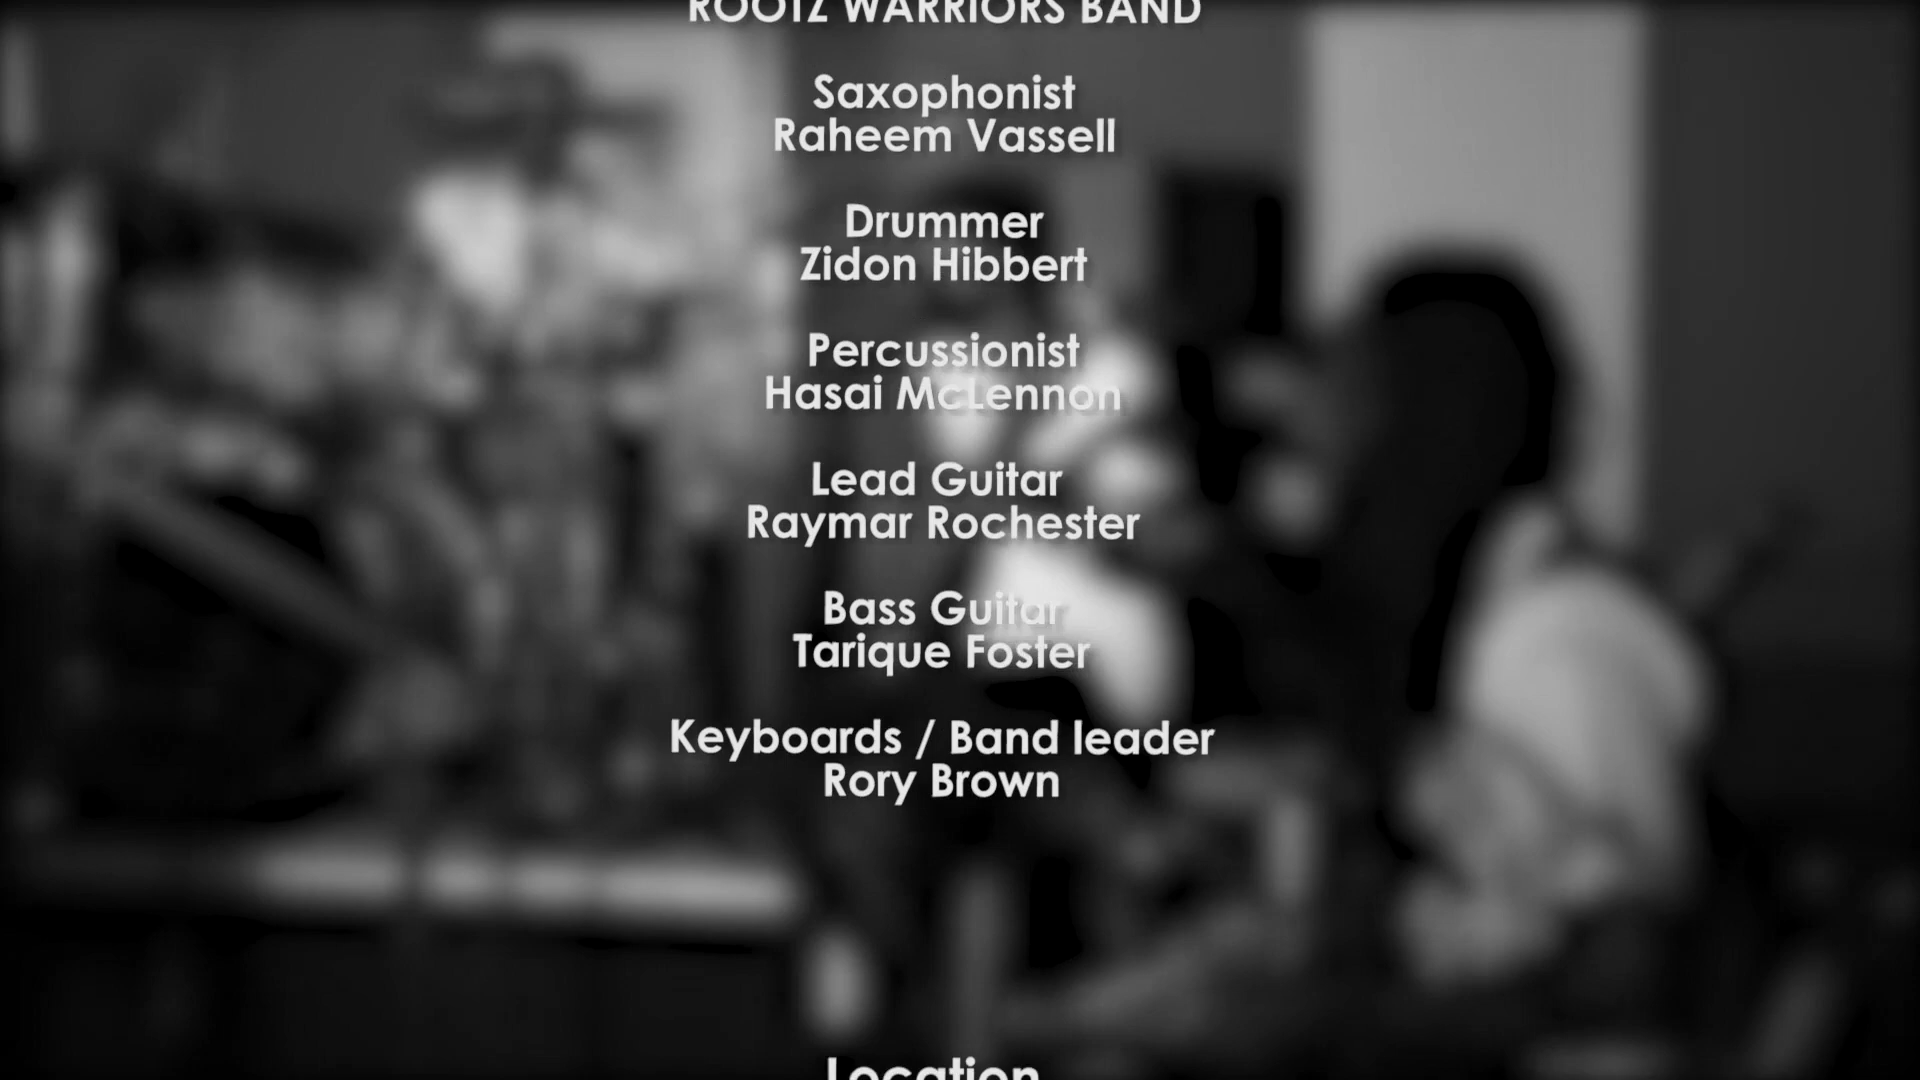 ROOTZ WARRIORS BAND
Saxophonist
Raheem Vassell
Drummer
Zidon Hibbert
Percussionist
Hasai McLennon
Lead Guitar
Raymar Rochester
Bass Guitar
Tarique Foster
Keyboards / Band leader
Rory Brown
Location